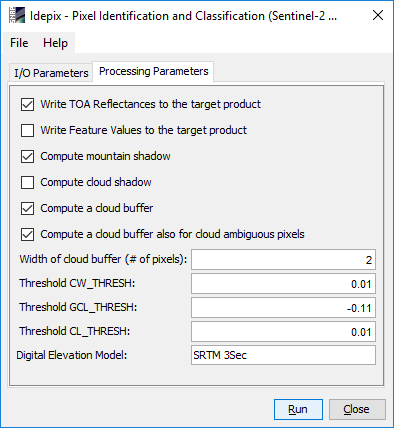 Idepix - Pixel Identification and Classification (Sentinel-2 ...
File Help
I/O Parameters Processing Parameters
Write TOA Reflectances to the target product
Write Feature Values to the target product
Compute mountain shadow
Compute cloud shadow
Compute a cloud buffer
Compute a cloud buffer also for cloud ambiguous pixels
Width of cloud buffer (# of pixels): 2
Threshold CW_THRESH: 0.01
Threshold GCL_THRESH: -0.11
Threshold CL_THRESH: 0.01
Digital Elevation Model: SRTM 3Sec
Run Close